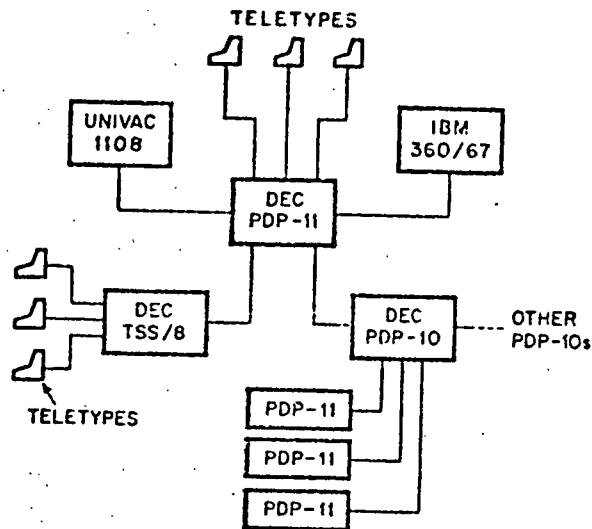 TELETYPES
UNIVAC
1108
IBM
360/67
DEC
PDP-11
DEC
TSS/8
DEC
PDP-10
OTHER
PDP-10s
TELETYPES
PDP-11
PDP-11
PDP-11